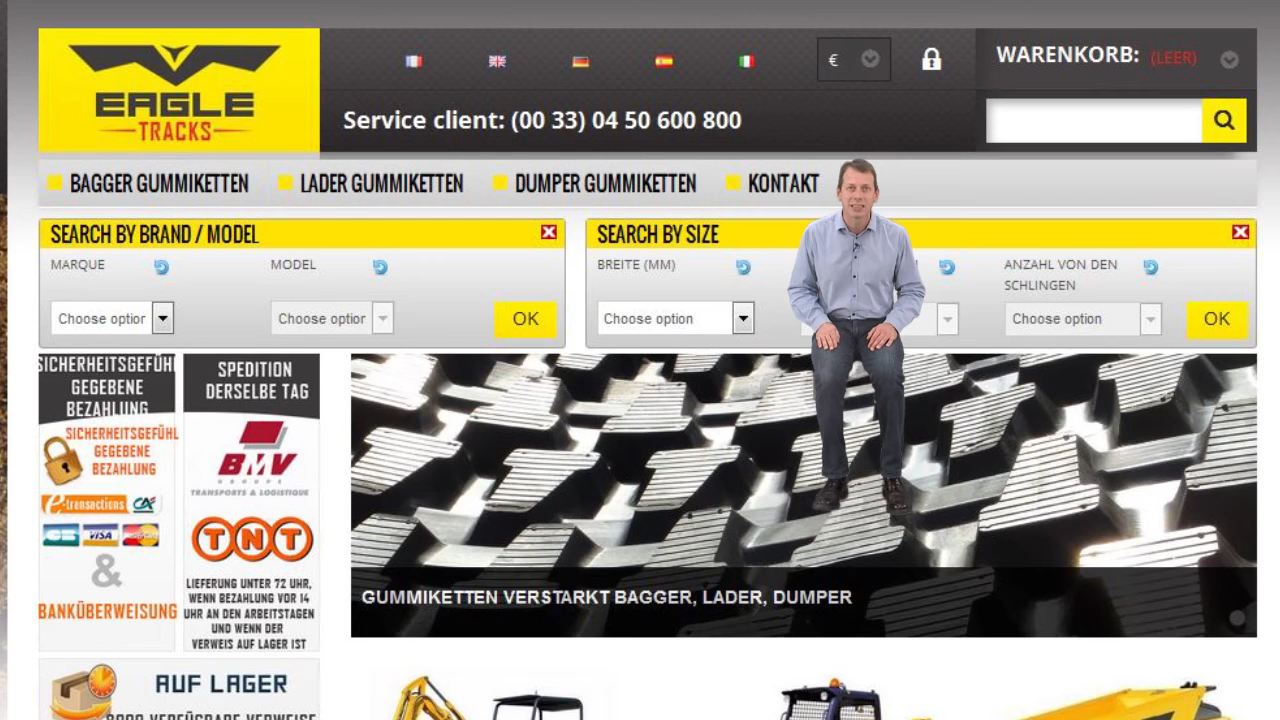 EAGLE
TRACKS
€
WARENKORB: (LEER)
Service client: (00 33) 04 50 600 800
BAGGER GUMMIKETTEN
LADER GUMMIKETTEN
DUMPER GUMMIKETTEN
KONTAKT
SEARCH BY BRAND / MODEL
MARQUE
MODEL
Choose option
Choose option
OK
SEARCH BY SIZE
BREITE (MM)
ANZAHL VON DEN
SCHLINGEN
Choose option
Choose option
OK
SICHERHEITSGEFÜHL
GEGEBENE
BEZAHLUNG
SICHERHEITSGEFÜHL
GEGEBENE
BEZAHLUNG
e-transactions CA
CB VISA MasterCard
&
BANKÜBERWEISUNG
SPEDITION
DERSELBE TAG
BMV
GROUPE
TRANSPORTS & LOGISTIQUE
TNT
LIEFERUNG UNTER 72 UHR,
WENN BEZAHLUNG VOR 14
UHR AN DEN ARBEITSTAGEN
UND WENN DER
VERWEIS AUF LAGER IST
GUMMIKETTEN VERSTARKT BAGGER, LADER, DUMPER
AUF LAGER
VERFÜGBARE VERWEISE